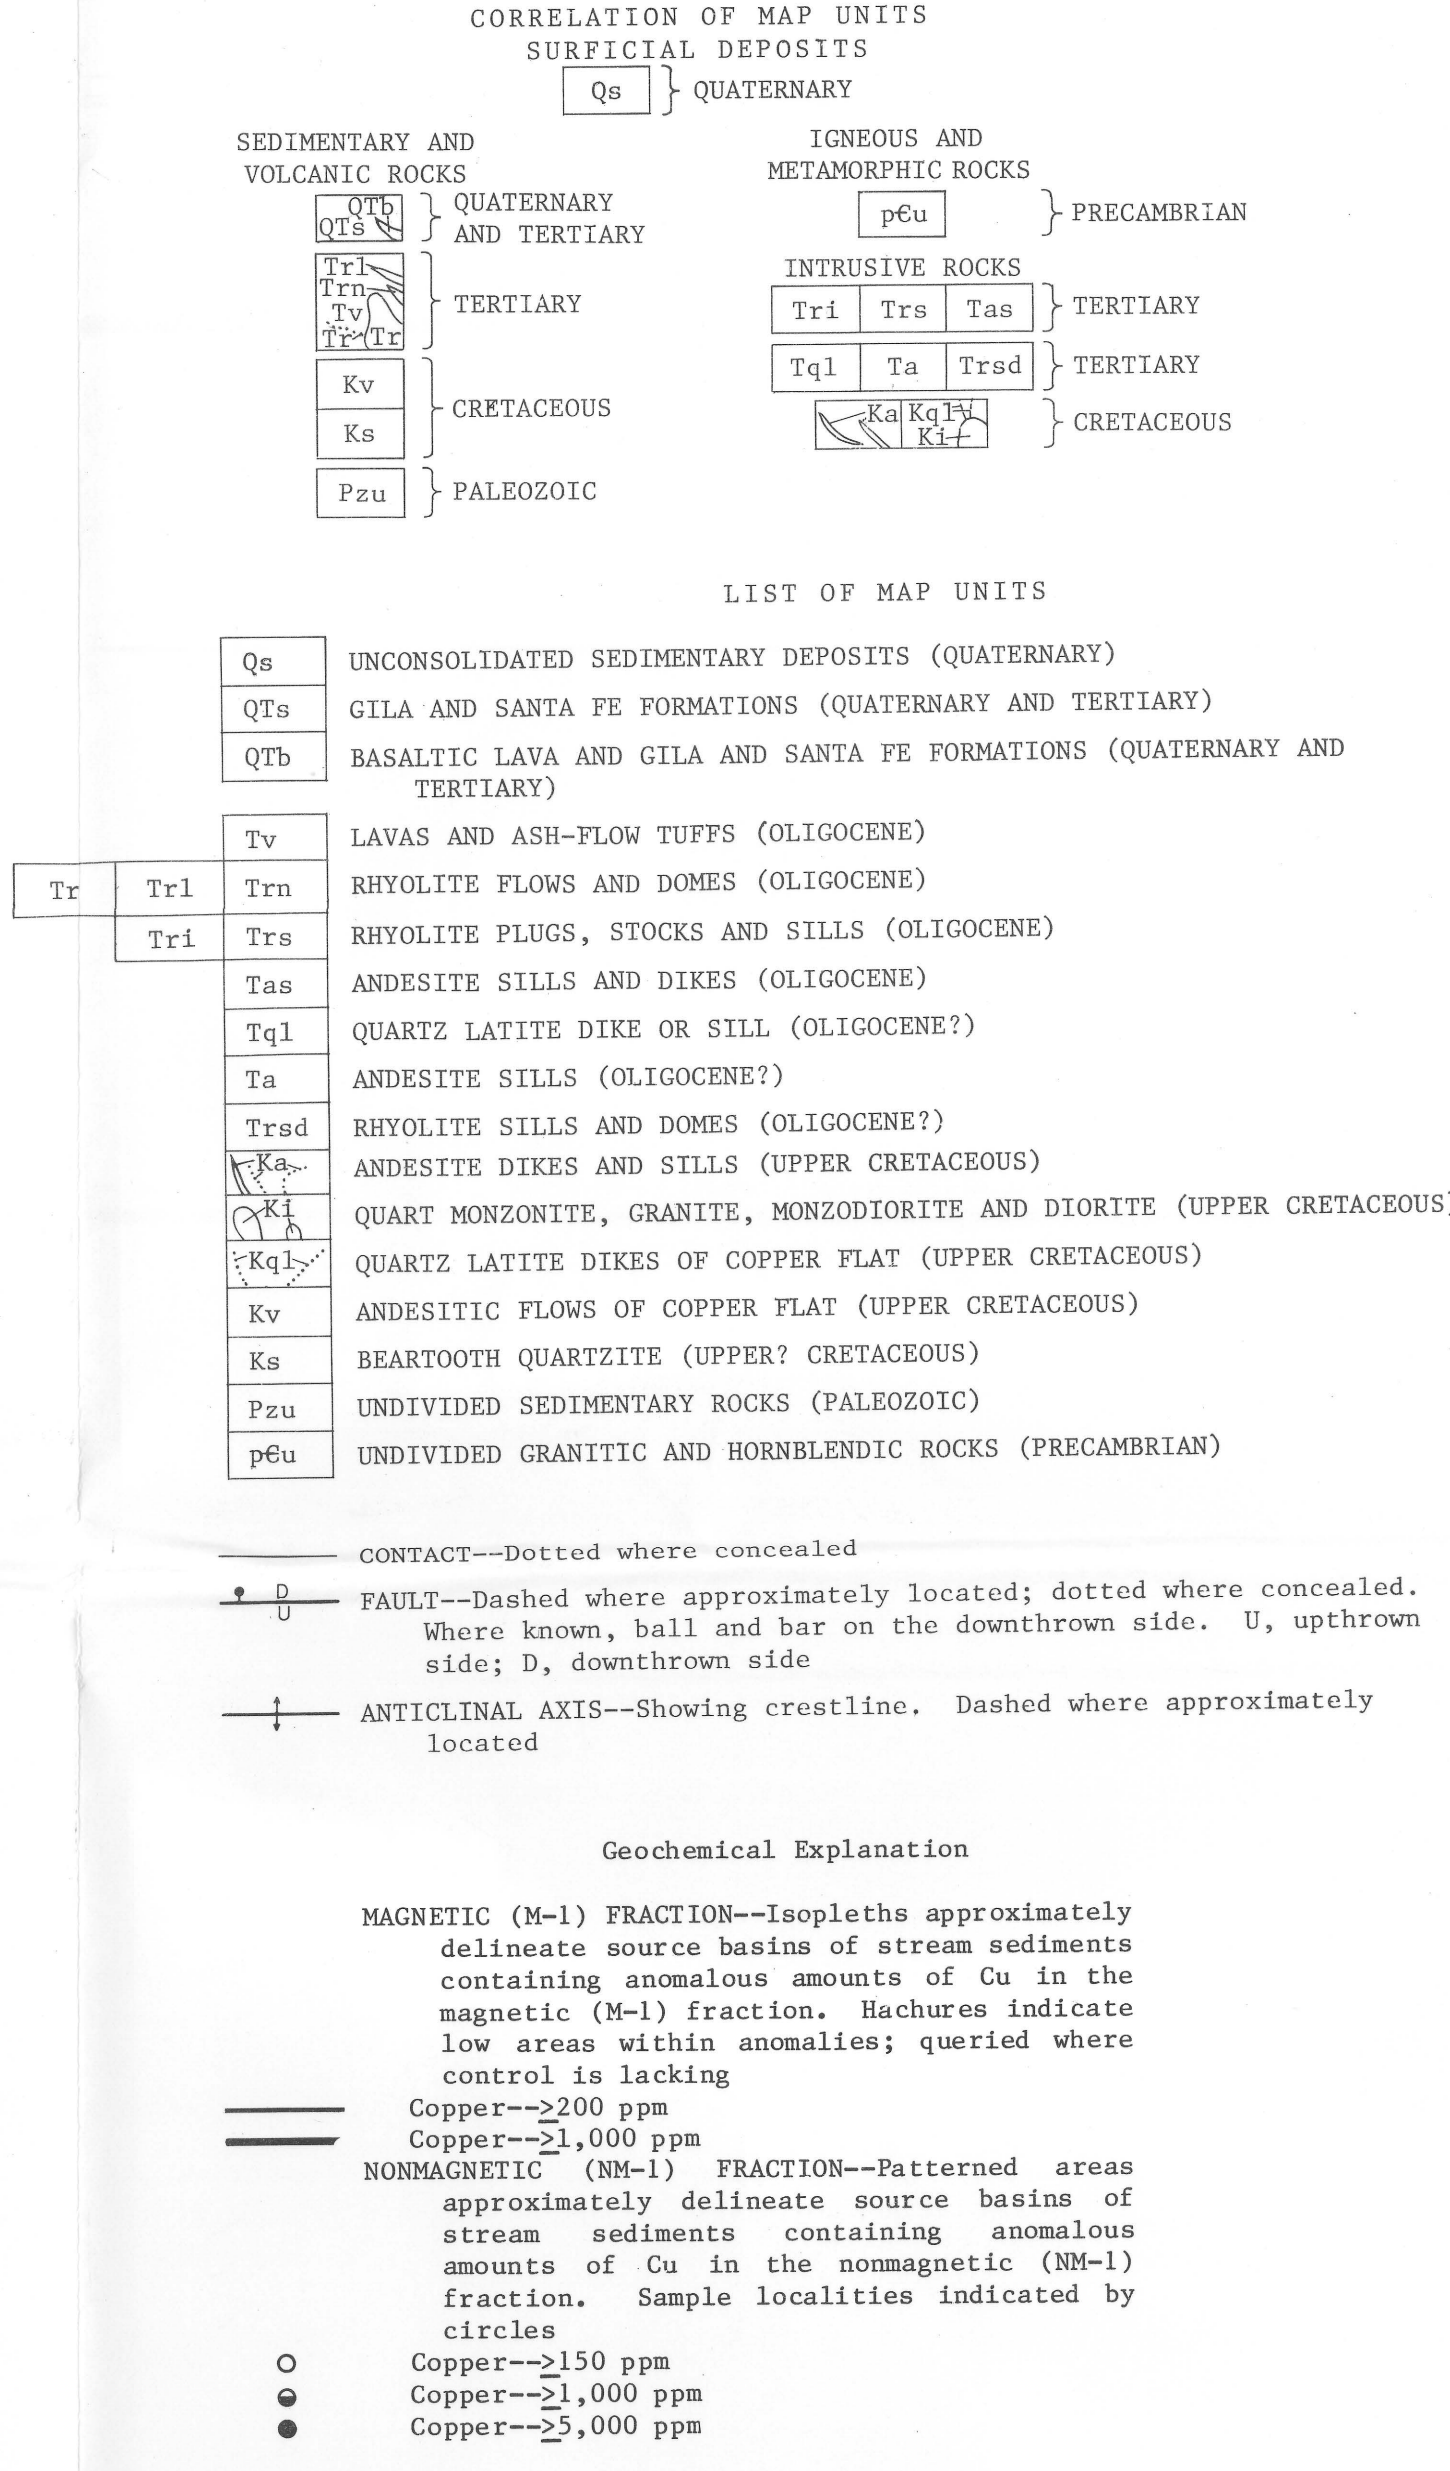 CORRELATION OF MAP UNITS
SURFICIAL DEPOSITS
Qs QUATERNARY
SEDIMENTARY AND
VOLCANIC ROCKS
QTb
QTs
QUATERNARY
AND TERTIARY
Trl
Trn
Tv
Tr Tr
TERTIARY
Kv
Ks
CRETACEOUS
Pzu PALEOZOIC
IGNEOUS AND
METAMORPHIC ROCKS
p€u PRECAMBRIAN
INTRUSIVE ROCKS
Tri Trs Tas TERTIARY
Tql Ta Trsd TERTIARY
Ka Kql
Ki
CRETACEOUS
LIST OF MAP UNITS
Qs UNCONSOLIDATED SEDIMENTARY DEPOSITS (QUATERNARY)
QTs GILA AND SANTA FE FORMATIONS (QUATERNARY AND TERTIARY)
QTb BASALTIC LAVA AND GILA AND SANTA FE FORMATIONS (QUATERNARY AND
TERTIARY)
Tv LAVAS AND ASH-FLOW TUFFS (OLIGOCENE)
Tr Trl Trn RHYOLITE FLOWS AND DOMES (OLIGOCENE)
Tri Trs RHYOLITE PLUGS, STOCKS AND SILLS (OLIGOCENE)
Tas ANDESITE SILLS AND DIKES (OLIGOCENE)
Tql QUARTZ LATITE DIKE OR SILL (OLIGOCENE?)
Ta ANDESITE SILLS (OLIGOCENE?)
Trsd RHYOLITE SILLS AND DOMES (OLIGOCENE?)
Ka ANDESITE DIKES AND SILLS (UPPER CRETACEOUS)
Ki QUART MONZONITE, GRANITE, MONZODIORITE AND DIORITE (UPPER CRETACEOUS)
Kql QUARTZ LATITE DIKES OF COPPER FLAT (UPPER CRETACEOUS)
Kv ANDESITIC FLOWS OF COPPER FLAT (UPPER CRETACEOUS)
Ks BEARTOOTH QUARTZITE (UPPER? CRETACEOUS)
Pzu UNDIVIDED SEDIMENTARY ROCKS (PALEOZOIC)
p€u UNDIVIDED GRANITIC AND HORNBLENDIC ROCKS (PRECAMBRIAN)
CONTACT--Dotted where concealed
D
U
FAULT--Dashed where approximately located; dotted where concealed.
Where known, ball and bar on the downthrown side. U, upthrown
side; D, downthrown side
ANTICLINAL AXIS--Showing crestline. Dashed where approximately
located
Geochemical Explanation
MAGNETIC (M-1) FRACTION--Isopleths approximately
delineate source basins of stream sediments
containing anomalous amounts of Cu in the
magnetic (M-1) fraction. Hachures indicate
low areas within anomalies; queried where
control is lacking
Copper--≥200 ppm
Copper--≥1,000 ppm
NONMAGNETIC (NM-1) FRACTION--Patterned areas
approximately delineate source basins of
stream sediments containing anomalous
amounts of Cu in the nonmagnetic (NM-1)
fraction. Sample localities indicated by
circles
Copper--≥150 ppm
Copper--≥1,000 ppm
Copper--≥5,000 ppm